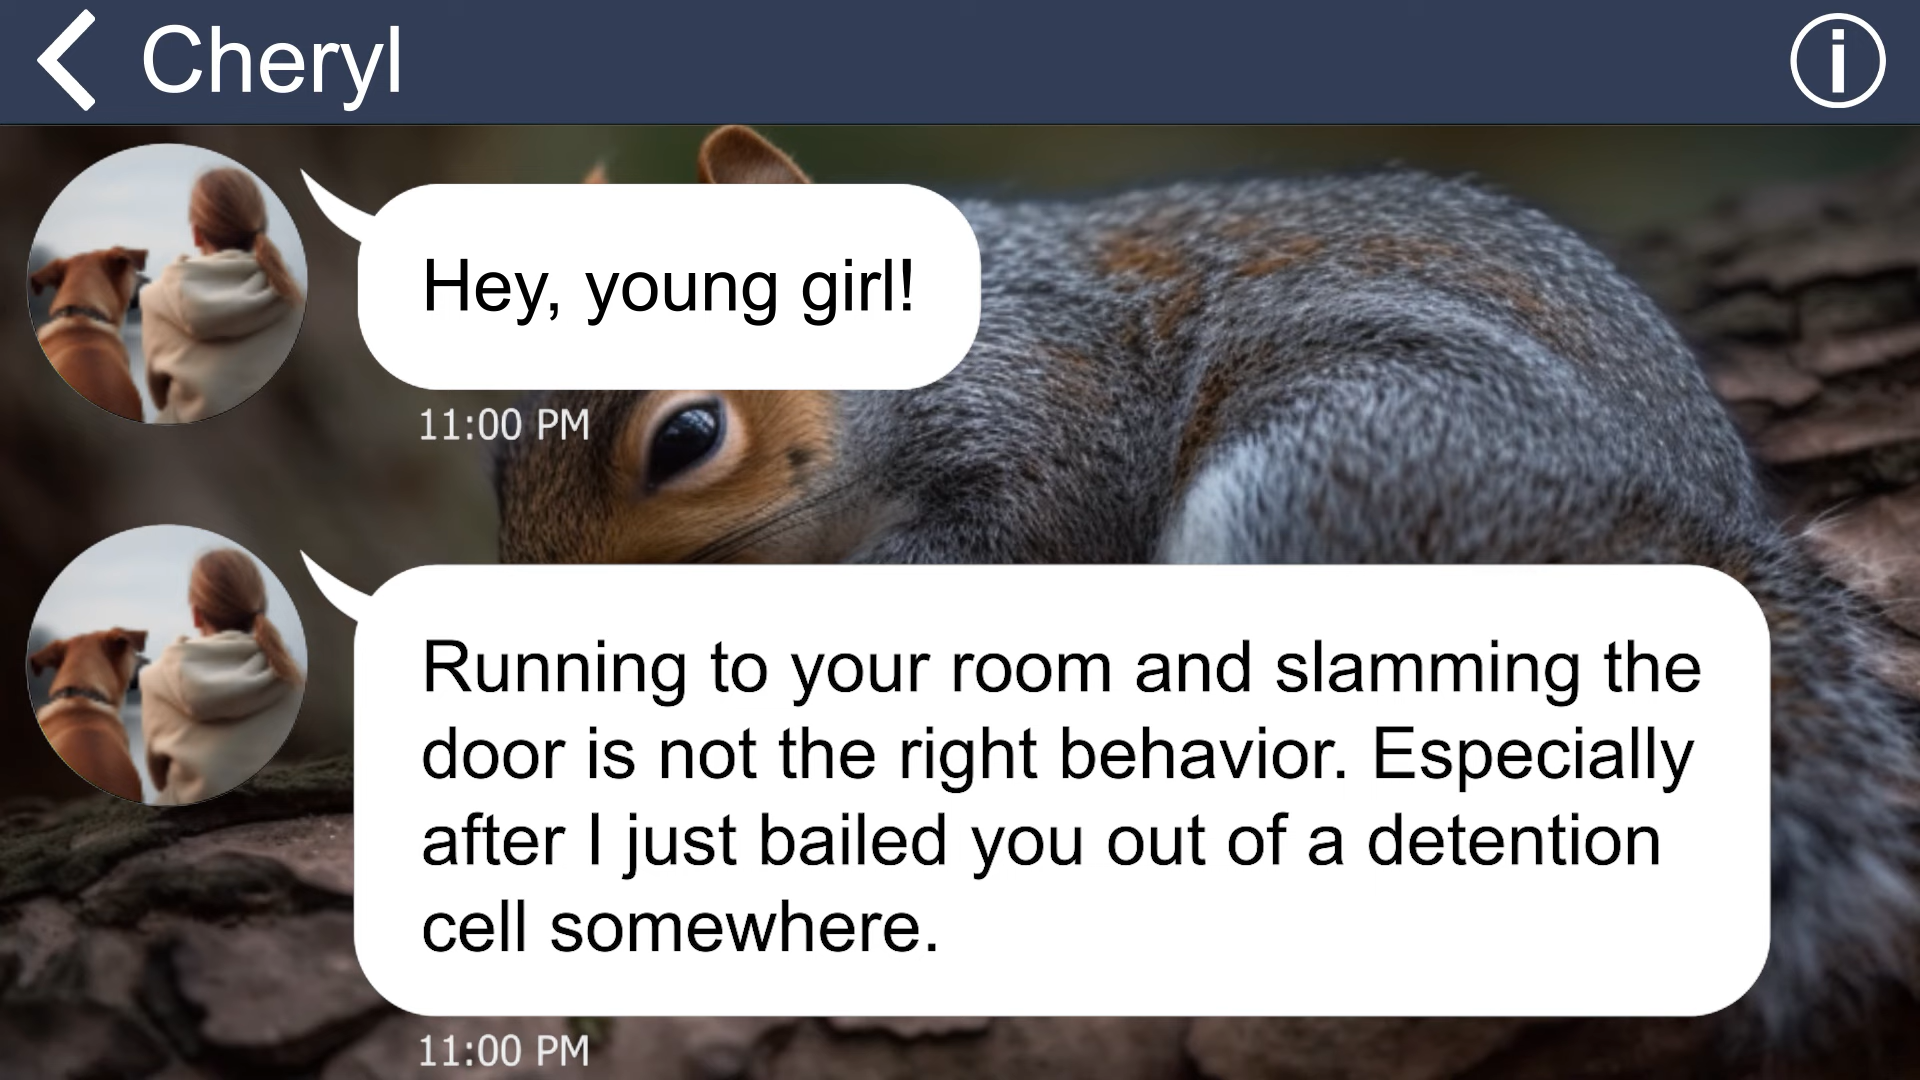 Cheryl
Hey, young girl!
11:00 PM
Running to your room and slamming the
door is not the right behavior. Especially
after I just bailed you out of a detention
cell somewhere.
11:00 PM